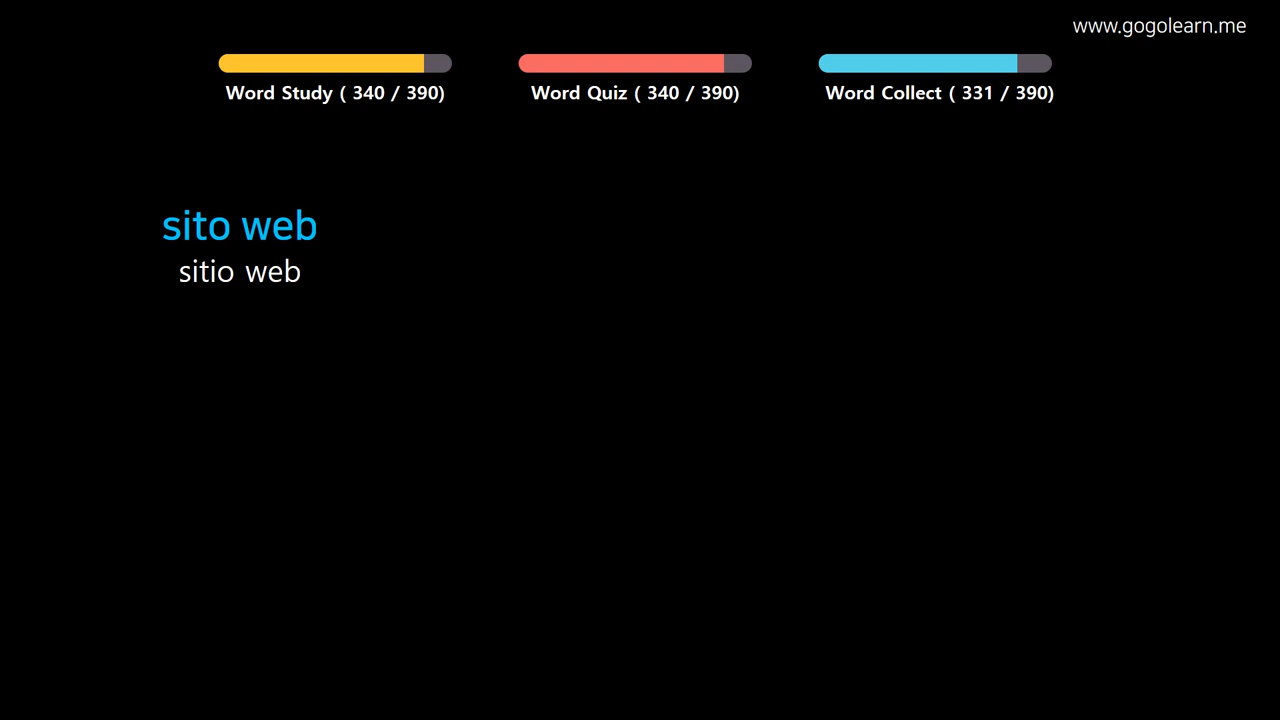 www.gogolearn.me
Word Study ( 340 / 390)
Word Quiz ( 340 / 390)
Word Collect ( 331 / 390)
sito web
sitio web